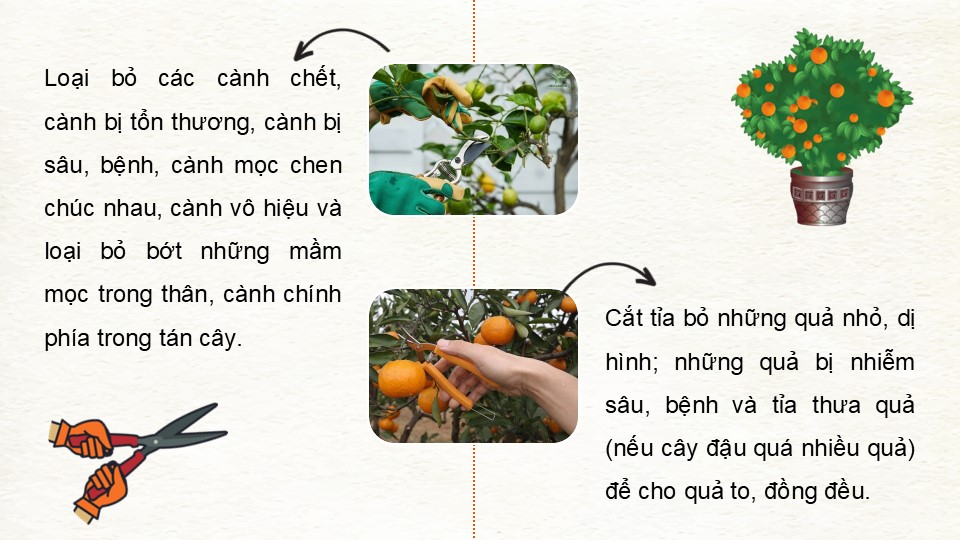 Loại bỏ các cành chết,
cành bị tổn thương, cành bị
sâu, bệnh, cành mọc chen
chúc nhau, cành vô hiệu và
loại bỏ bớt những mầm
mọc trong thân, cành chính
phía trong tán cây.
Cắt tỉa bỏ những quả nhỏ, dị
hình; những quả bị nhiễm
sâu, bệnh và tỉa thưa quả
(nếu cây đậu quá nhiều quả)
để cho quả to, đồng đều.